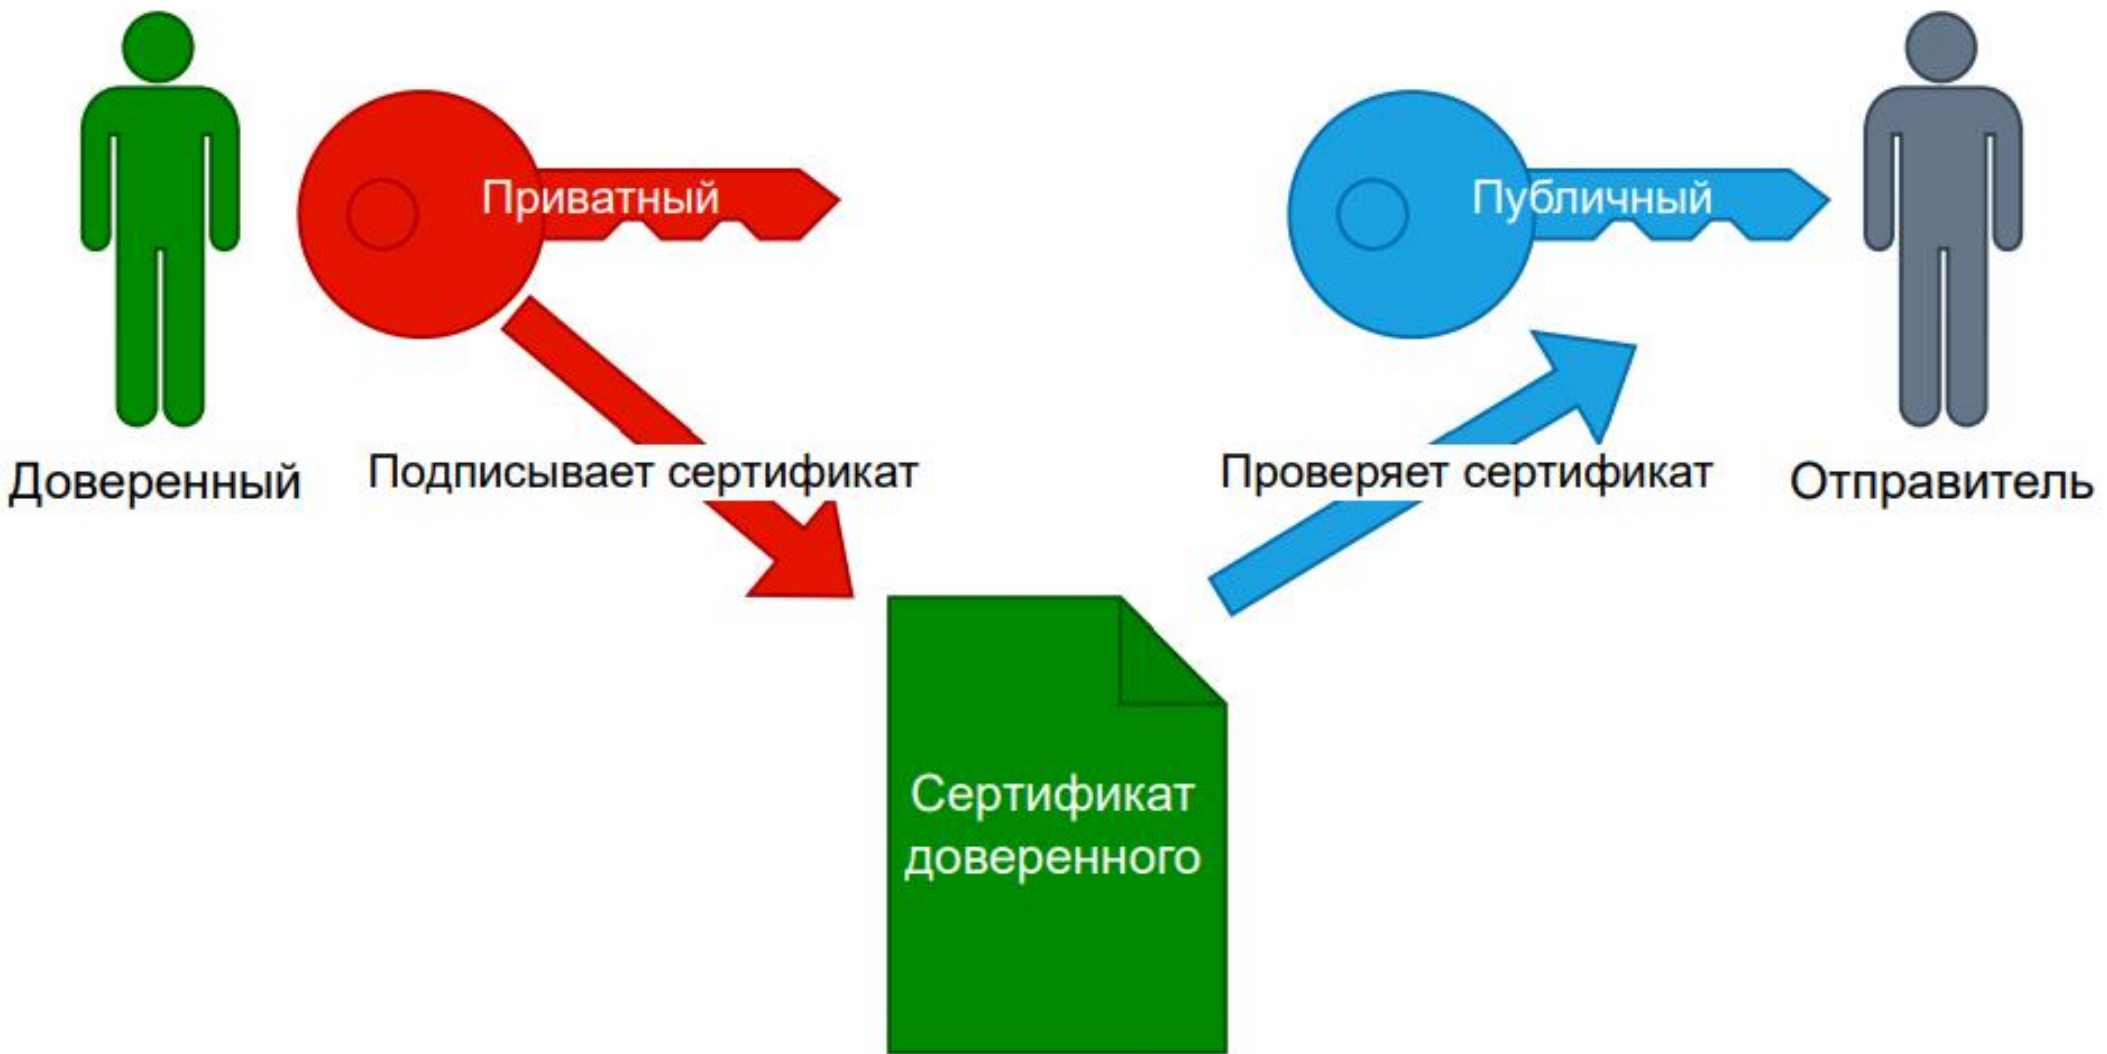 Приватный
Публичный
Доверенный
Подписывает сертификат
Проверяет сертификат
Отправитель
Сертификат
доверенного